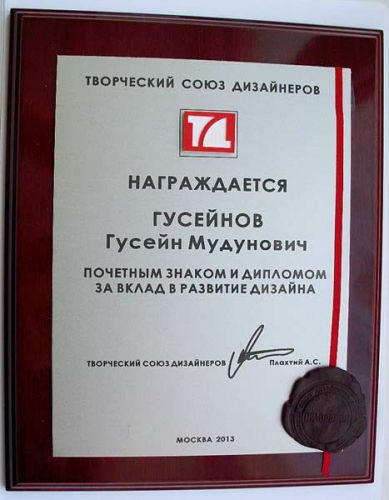 ТВОРЧЕСКИЙ СОЮЗ ДИЗАЙНЕРОВ
НАГРАЖДАЕТСЯ
ГУСЕЙНОВ
Гусейн Мудунович
ПОЧЕТНЫМ ЗНАКОМ И ДИПЛОМОМ
ЗА ВКЛАД В РАЗВИТИЕ ДИЗАЙНА
ТВОРЧЕСКИЙ СОЮЗ ДИЗАЙНЕРОВ Плахтий А.С.
МОСКВА 2013